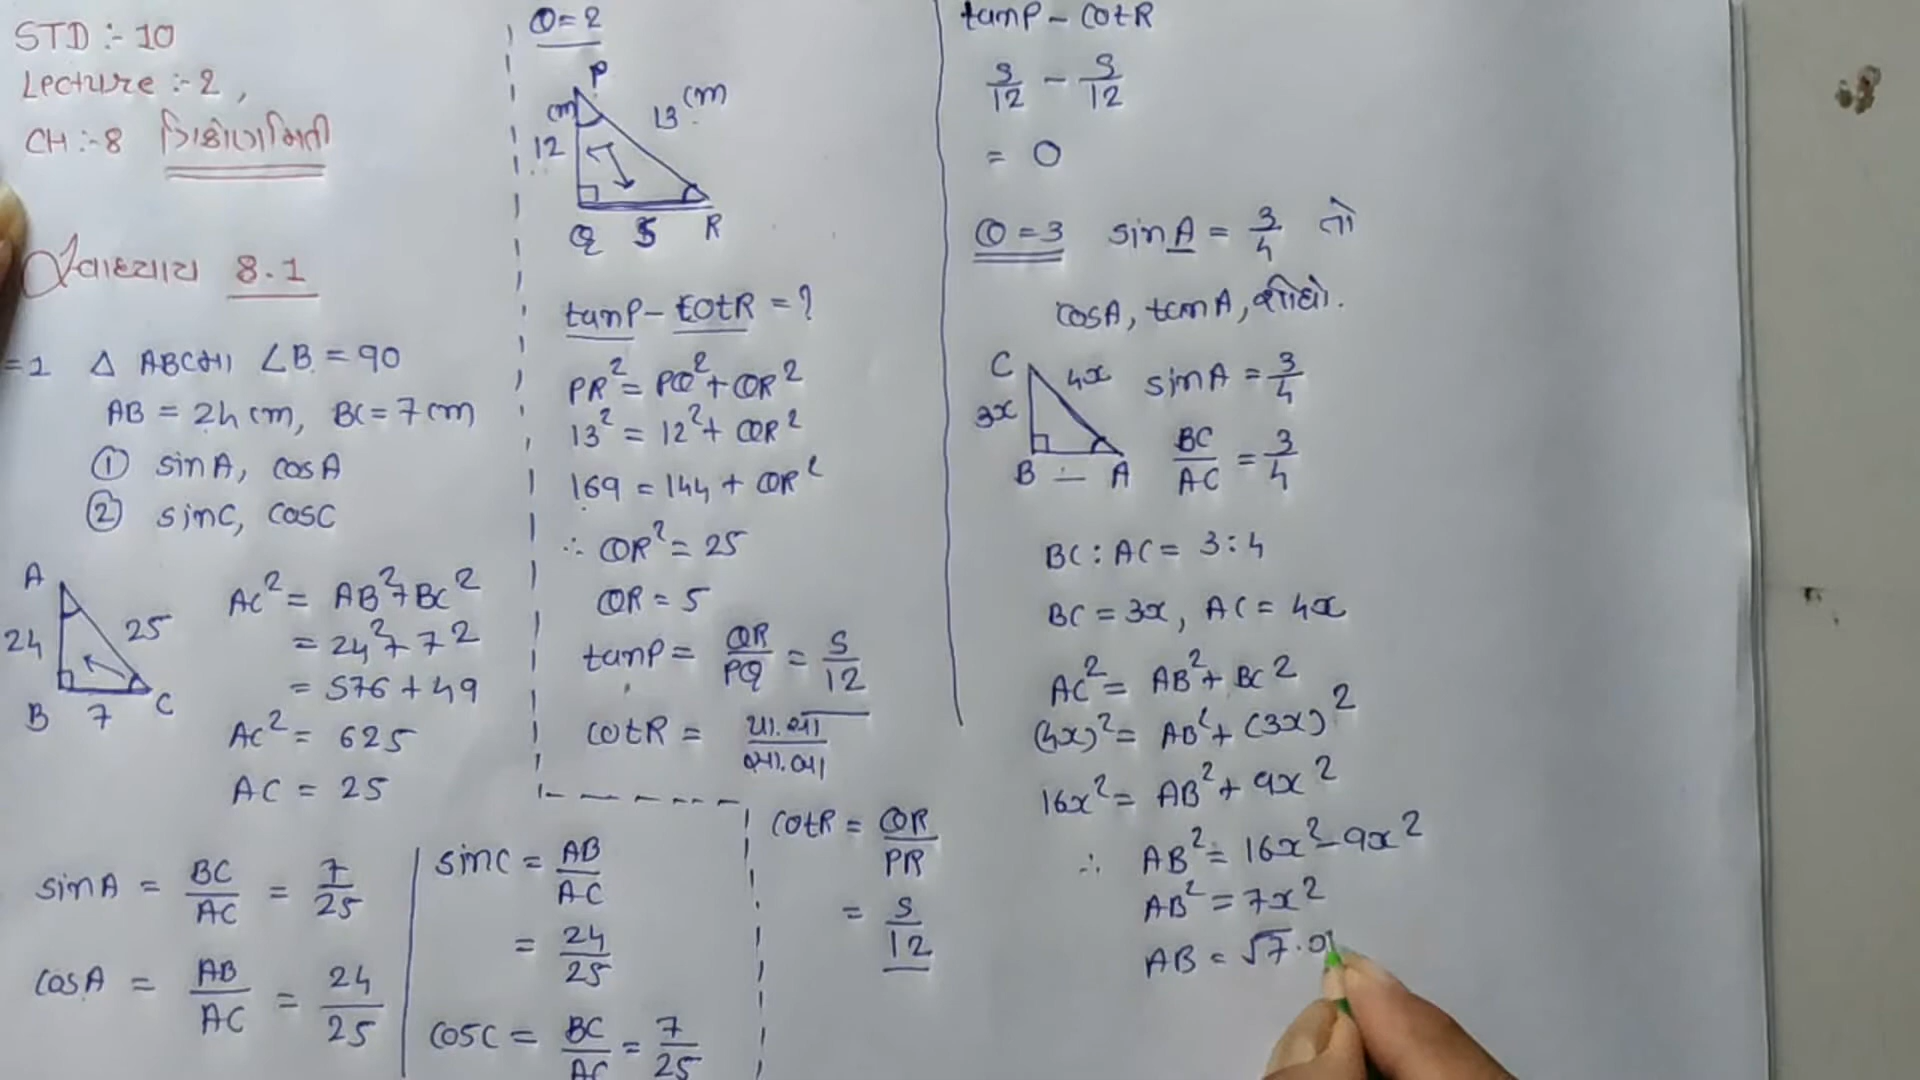 STD :- 10
Lecture :- 2,
CH :- 8 ત્રિકોણમિતી
સ્વાધ્યાય 8.1
=1 Δ ABCમાં ∠B = 90
AB = 24 cm, BC = 7 cm
① sinA, cosA
② sinC, cosC
A
24
25
B 7 C
AC² = AB² + BC²
= 24² + 7²
= 576 + 49
AC² = 625
AC = 25
sinA = BC/AC = 7/25
cosA = AB/AC = 24/25
sinC = AB/AC
= 24/25
cosC = BC/AC = 7/25
Q = 2
P
cm
12
13 cm
Q 5 R
tanP - cotR = ?
PR² = PQ² + QR²
13² = 12² + QR²
169 = 144 + QR²
∴ QR² = 25
QR = 5
tanP = QR/PQ = 5/12
cotR = પા.બા/સા.બા
cotR = QR/PR
= 5/12
tanP - cotR
5/12 - 5/12
= 0
Q = 3 sinA = 3/4 તો
cosA, tanA, શોધો.
C
3x
4x
B - A
sinA = 3/4
BC/AC = 3/4
BC : AC = 3 : 4
BC = 3x, AC = 4x
AC² = AB² + BC²
(4x)² = AB² + (3x)²
16x² = AB² + 9x²
∴ AB² = 16x² - 9x²
AB² = 7x²
AB = √7.